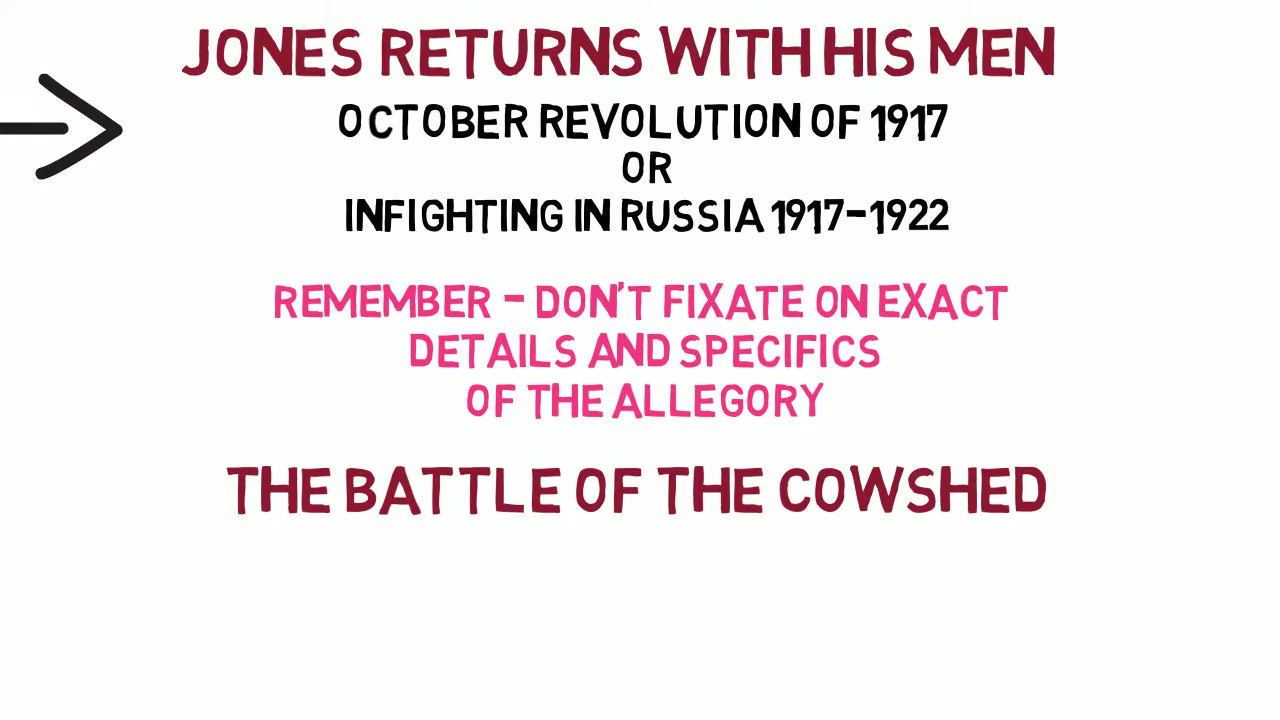 JONES RETURNS WITH HIS MEN
OCTOBER REVOLUTION OF 1917
OR
INFIGHTING IN RUSSIA 1917-1922
REMEMBER - DON'T FIXATE ON EXACT
DETAILS AND SPECIFICS
OF THE ALLEGORY
THE BATTLE OF THE COWSHED